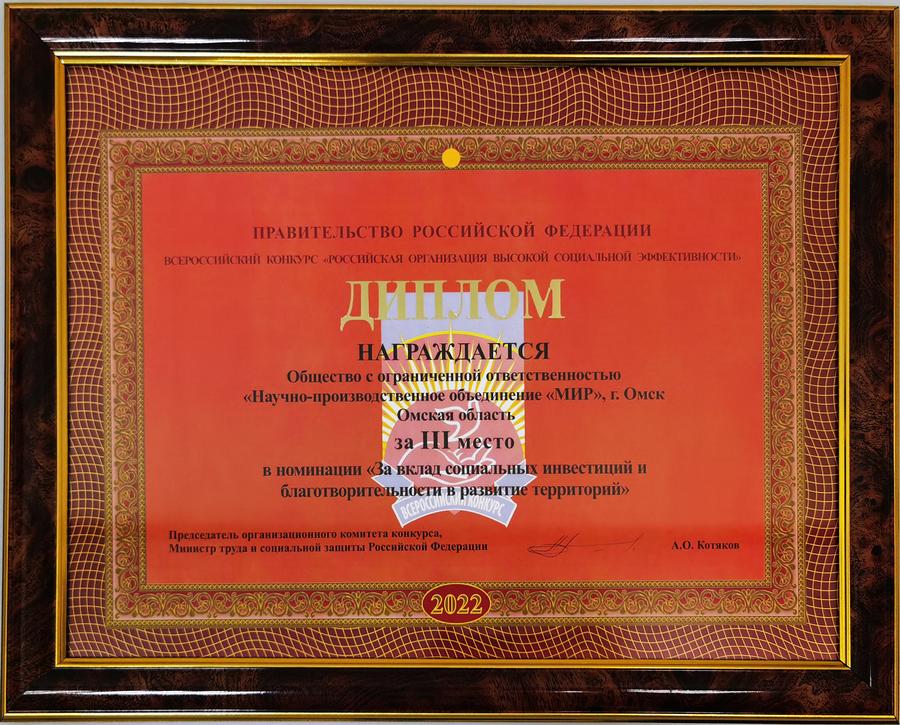 ПРАВИТЕЛЬСТВО РОССИЙСКОЙ ФЕДЕРАЦИИ
ВСЕРОССИЙСКИЙ КОНКУРС «РОССИЙСКАЯ ОРГАНИЗАЦИЯ ВЫСОКОЙ СОЦИАЛЬНОЙ ЭФФЕКТИВНОСТИ»
ДИПЛОМ
НАГРАЖДАЕТСЯ
Общество с ограниченной ответственностью
«Научно-производственное объединение «МИР», г. Омск
Омская область
за III место
в номинации «За вклад социальных инвестиций и
благотворительности в развитие территорий»
ВСЕРОССИЙСКИЙ КОНКУРС
Председатель организационного комитета конкурса,
Министр труда и социальной защиты Российской Федерации
А.О. Котяков
2022